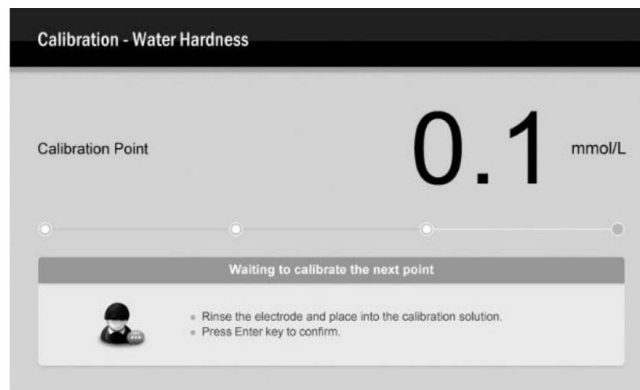 Calibration - Water Hardness
Calibration Point
0.1 mmol/L
Waiting to calibrate the next point
Rinse the electrode and place into the calibration solution.
Press Enter key to confirm.